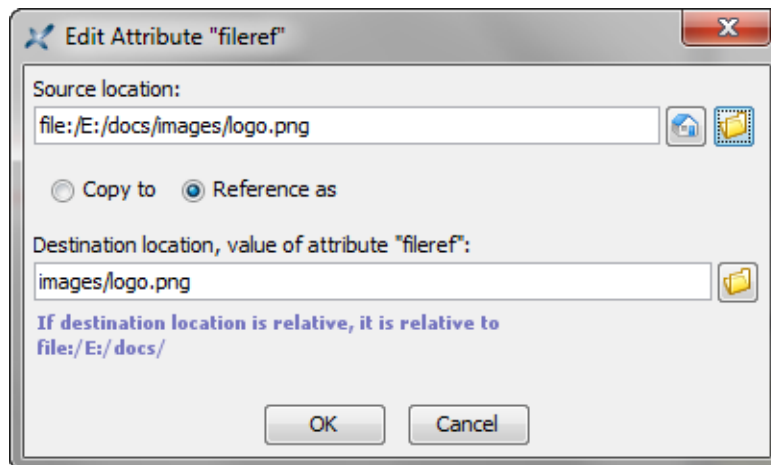 Edit Attribute "fileref"
Source location:
file:/E:/docs/images/logo.png
Copy to Reference as
Destination location, value of attribute "fileref":
images/logo.png
If destination location is relative, it is relative to
file:/E:/docs/
OK Cancel